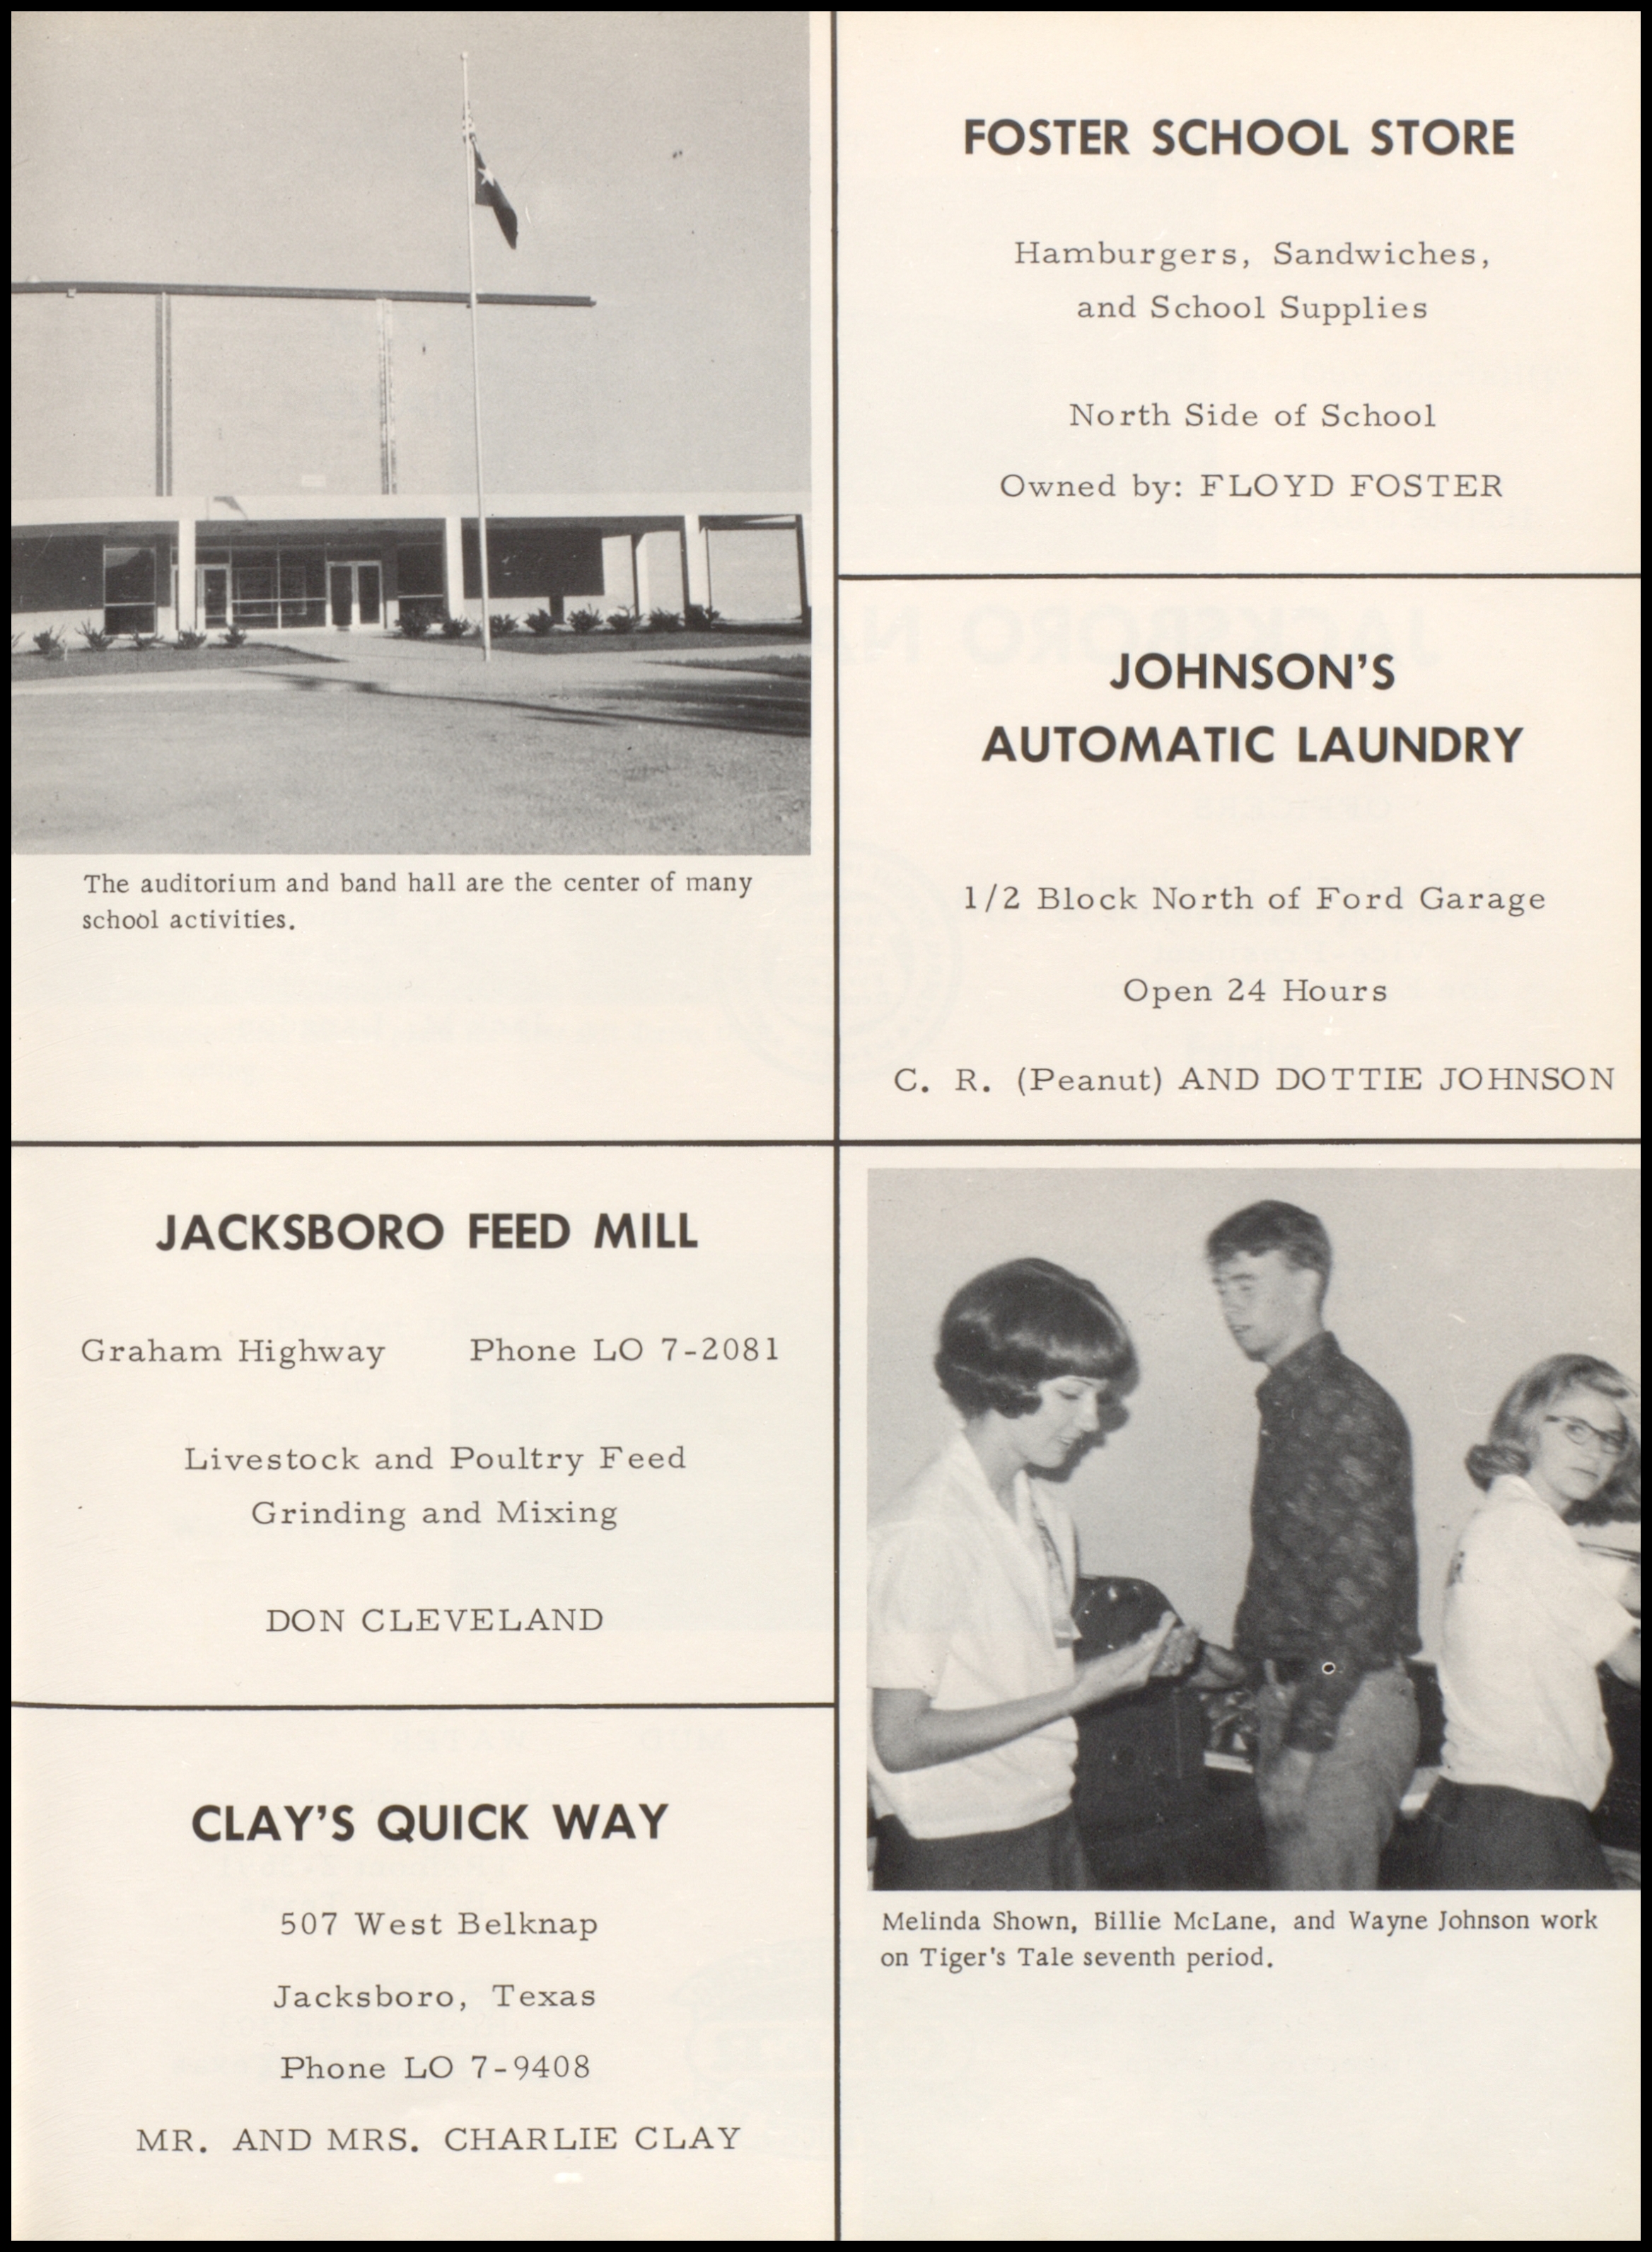 The auditorium and band hall are the center of many
school activities.
FOSTER SCHOOL STORE
Hamburgers, Sandwiches,
and School Supplies
North Side of School
Owned by: FLOYD FOSTER
JOHNSON'S
AUTOMATIC LAUNDRY
1/2 Block North of Ford Garage
Open 24 Hours
C. R. (Peanut) AND DOTTIE JOHNSON
JACKSBORO FEED MILL
Graham Highway Phone LO 7-2081
Livestock and Poultry Feed
Grinding and Mixing
DON CLEVELAND
CLAY'S QUICK WAY
507 West Belknap
Jacksboro, Texas
Phone LO 7-9408
MR. AND MRS. CHARLIE CLAY
Melinda Shown, Billie McLane, and Wayne Johnson work
on Tiger's Tale seventh period.